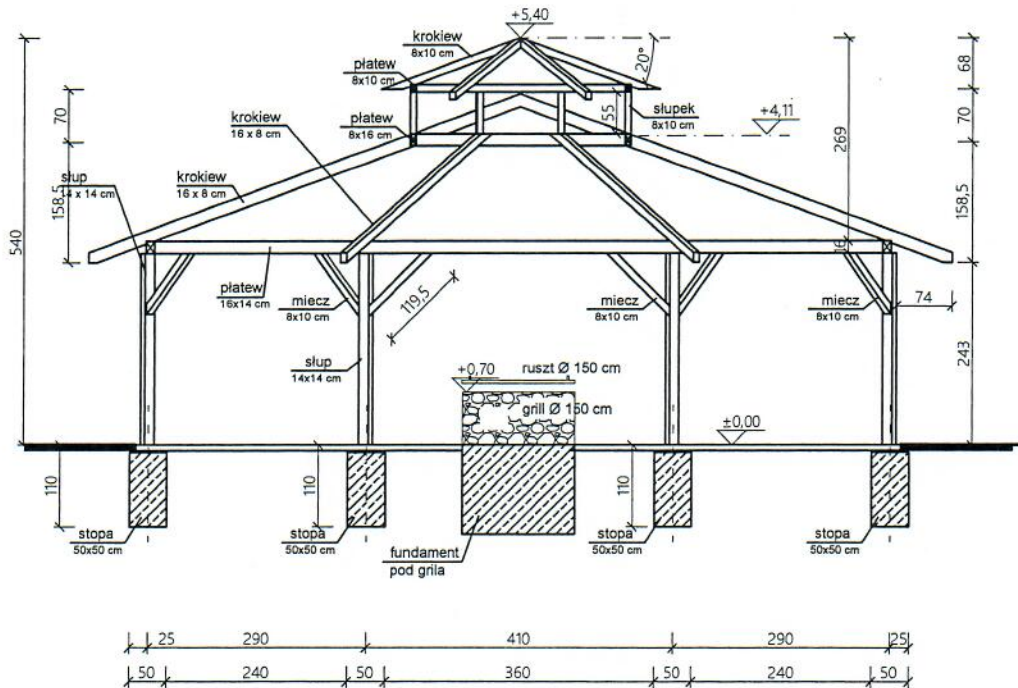 +5,40
krokiew
8x10 cm
20°
68
płatew
8x10 cm
70
słupek
8x10 cm
55
+4,11
70
269
krokiew
16 x 8 cm
płatew
8x16 cm
słup
14 x 14 cm
krokiew
16 x 8 cm
158,5
158,5
540
16
płatew
16x14 cm
miecz
8x10 cm
119,5
miecz
8x10 cm
miecz
8x10 cm
74
243
słup
14x14 cm
+0,70
ruszt Ø 150 cm
grill Ø 150 cm
±0,00
110
110
110
stopa
50x50 cm
stopa
50x50 cm
fundament
pod grila
stopa
50x50 cm
stopa
50x50 cm
25 290 410 290 25
50 240 50 360 50 240 50